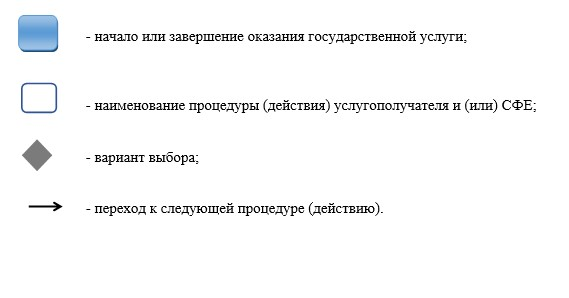 - начало или завершение оказания государственной услуги;
- наименование процедуры (действия) услугополучателя и (или) СФЕ;
- вариант выбора;
- переход к следующей процедуре (действию).